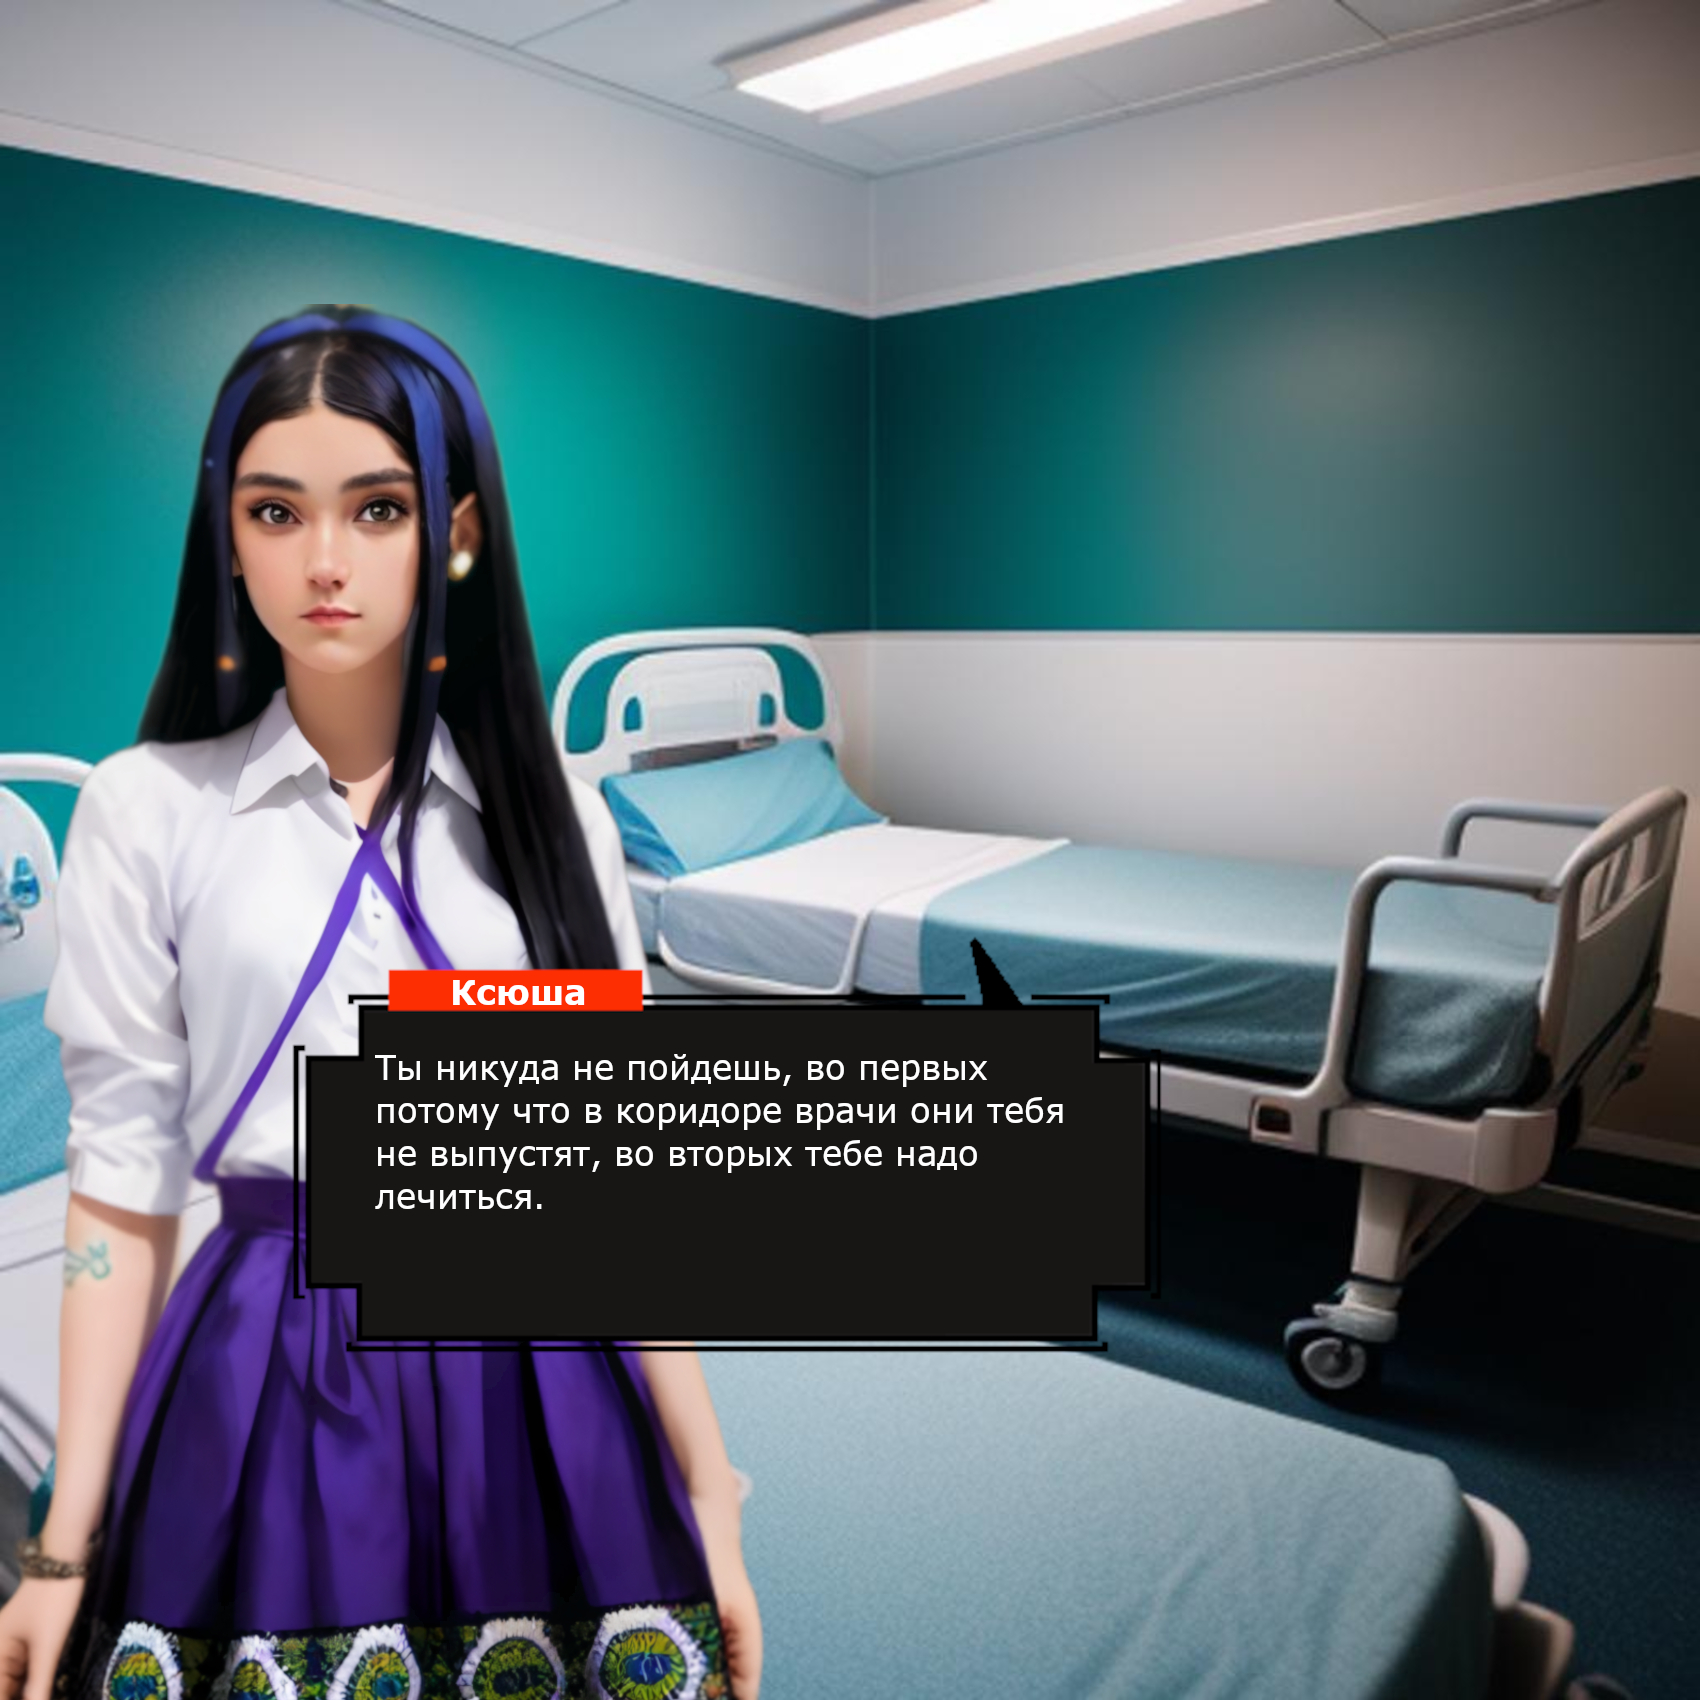 Ксюша
Ты никуда не пойдешь, во первых
потому что в коридоре врачи они тебя
не выпустят, во вторых тебе надо
лечиться.